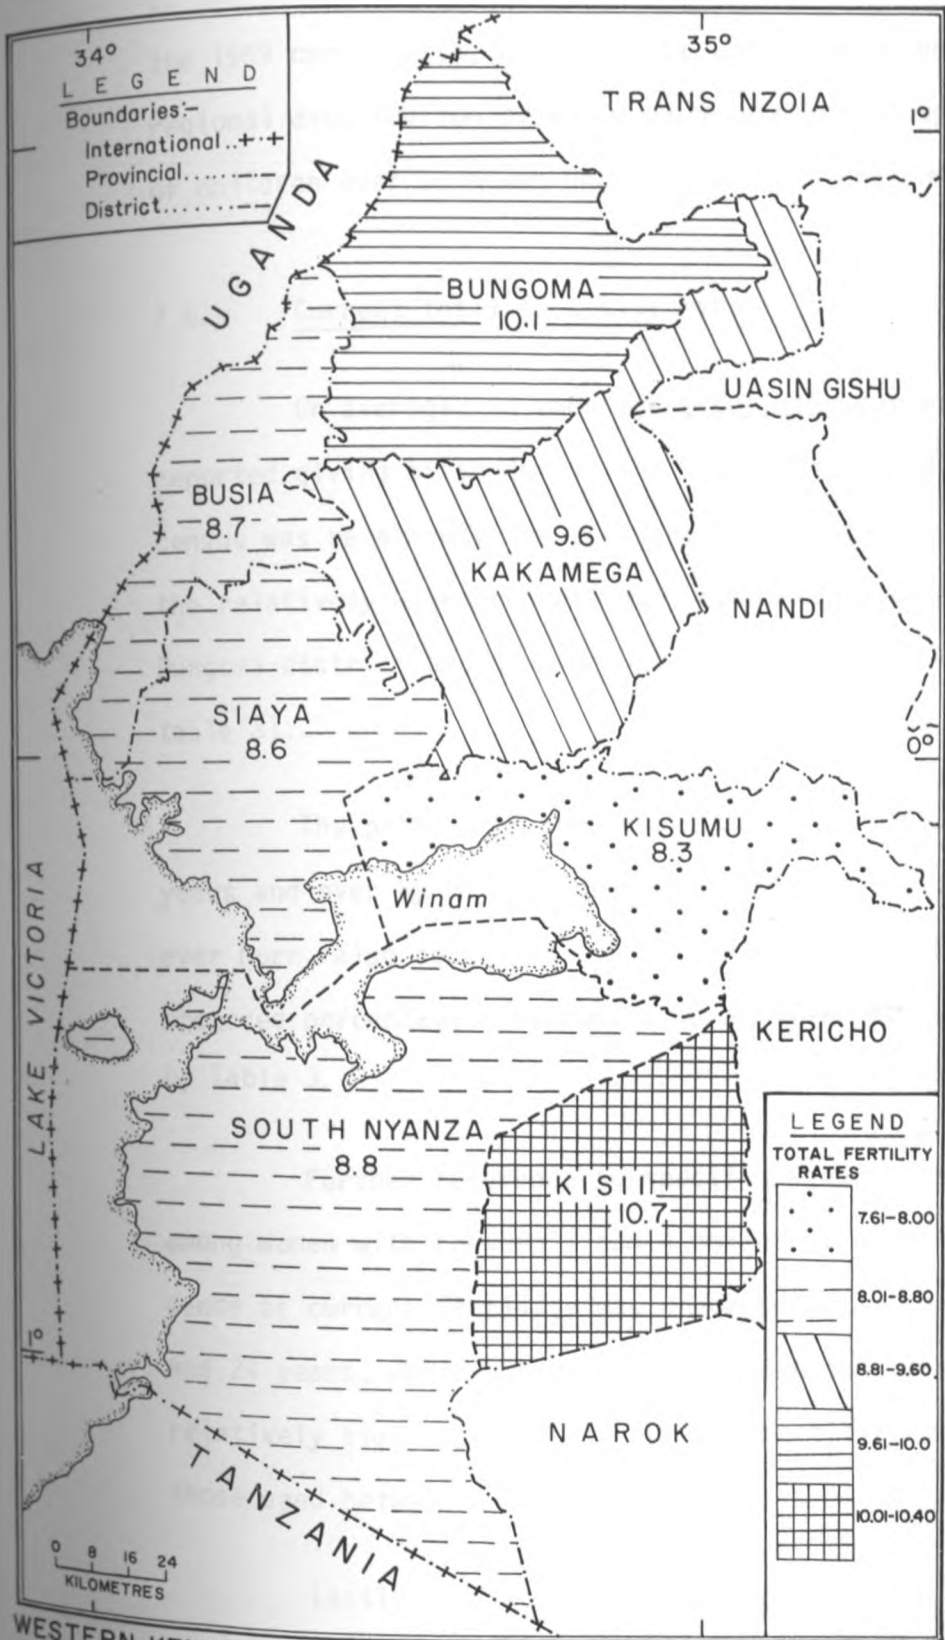 34°
35°
L E G E N D
Boundaries:-
International..
Provincial.....
District......
TRANS NZOIA
1°
UGANDA
BUNGOMA
10.1
UASIN GISHU
BUSIA
8.7
9.6
KAKAMEGA
NANDI
SIAYA
8.6
0°
KISUMU
8.3
Winam
LAKE VICTORIA
KERICHO
SOUTH NYANZA
8.8
KISII
10.7
LEGEND
TOTAL FERTILITY
RATES
7.61-8.00
8.01-8.80
8.81-9.60
9.61-10.0
10.01-10.40
1°
NAROK
TANZANIA
0 8 16 24
KILOMETRES
WESTERN